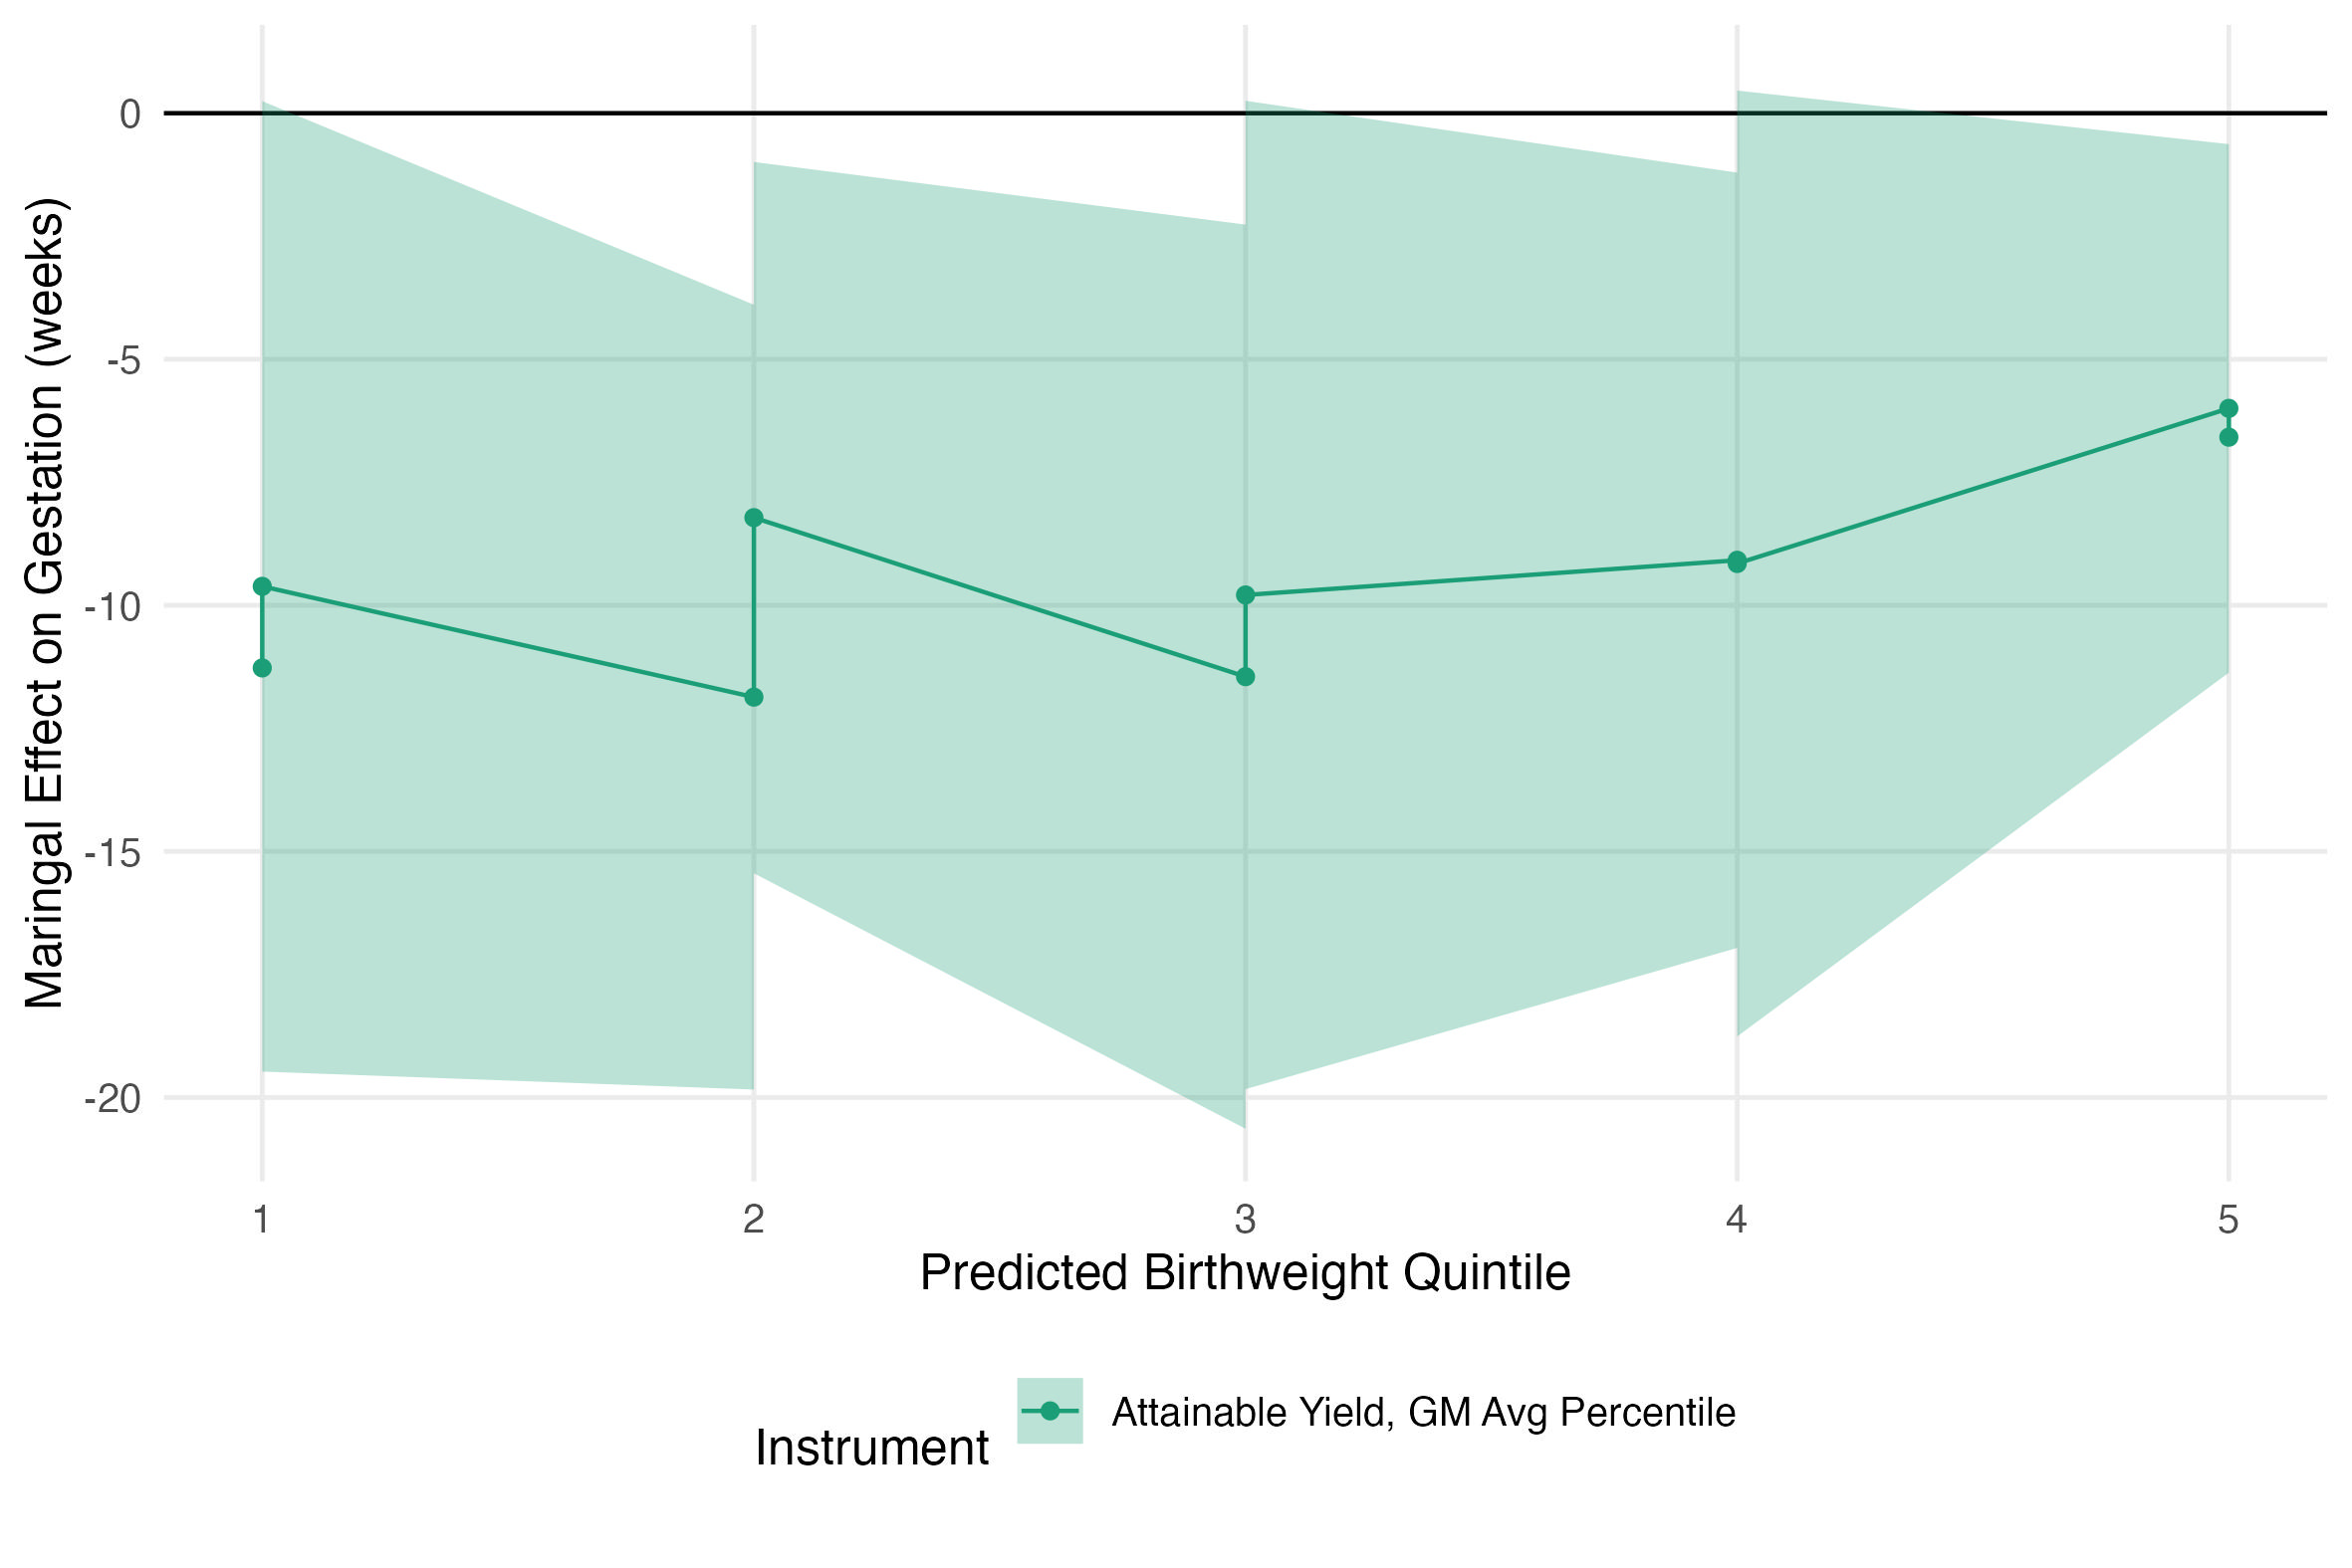 Maringal Effect on Gestation (weeks)
0
-5
-10
-15
-20
1 2 3 4 5
Predicted Birthweight Quintile
Instrument
Attainable Yield, GM Avg Percentile